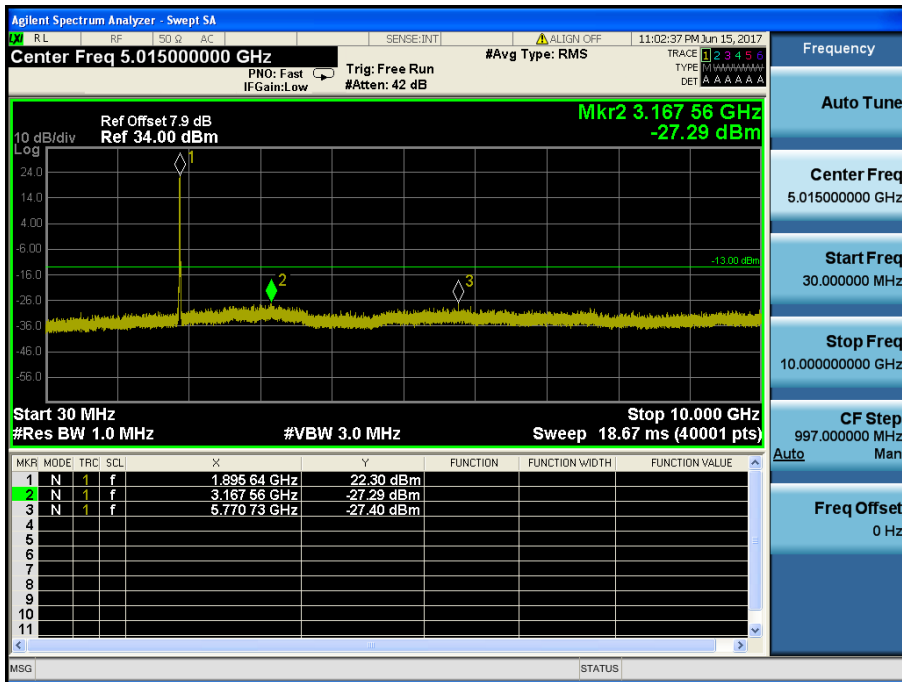 Agilent Spectrum Analyzer - Swept SA
LXI RL RF 50 Ω AC SENSE:INT ALIGN OFF 11:02:37 PM Jun 15, 2017
Center Freq 5.015000000 GHz
PNO: Fast
IFGain:Low
Trig: Free Run
#Atten: 42 dB
#Avg Type: RMS
TRACE 1 2 3 4 5 6
TYPE M WWWWW
DET A A A A A A
Mkr2 3.167 56 GHz
-27.29 dBm
Ref Offset 7.9 dB
10 dB/div Ref 34.00 dBm
Log
24.0
14.0
4.00
-6.00
-16.0
-26.0
-36.0
-46.0
-56.0
1
2
3
-13.00 dBm
Start 30 MHz Stop 10.000 GHz
#Res BW 1.0 MHz #VBW 3.0 MHz Sweep 18.67 ms (40001 pts)
MKR MODE TRC SCL X Y FUNCTION FUNCTION WIDTH FUNCTION VALUE
1 N 1 f 1.895 64 GHz 22.30 dBm
2 N 1 f 3.167 56 GHz -27.29 dBm
3 N 1 f 5.770 73 GHz -27.40 dBm
4
5
6
7
8
9
10
11
MSG STATUS
Frequency
Auto Tune
Center Freq
5.015000000 GHz
Start Freq
30.000000 MHz
Stop Freq
10.000000000 GHz
CF Step
997.000000 MHz
Auto Man
Freq Offset
0 Hz